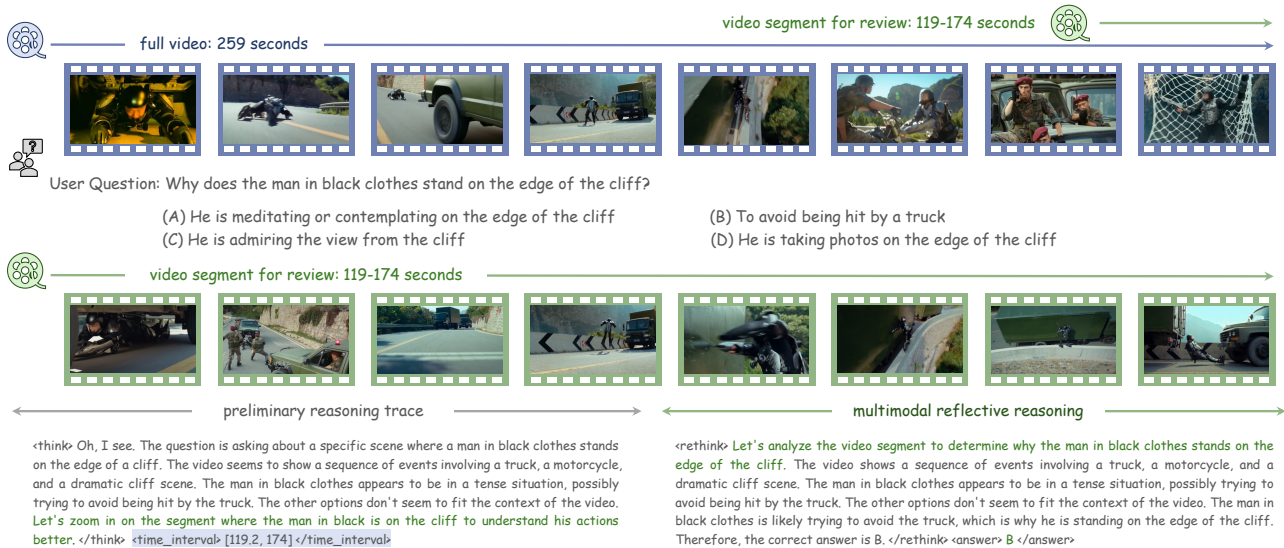 video segment for review: 119-174 seconds
full video: 259 seconds
?
User Question: Why does the man in black clothes stand on the edge of the cliff?
(A) He is meditating or contemplating on the edge of the cliff
(B) To avoid being hit by a truck
(C) He is admiring the view from the cliff
(D) He is taking photos on the edge of the cliff
video segment for review: 119-174 seconds
preliminary reasoning trace
<think> Oh, I see. The question is asking about a specific scene where a man in black clothes stands
on the edge of a cliff. The video seems to show a sequence of events involving a truck, a motorcycle,
and a dramatic cliff scene. The man in black clothes appears to be in a tense situation, possibly
trying to avoid being hit by the truck. The other options don't seem to fit the context of the video.
Let's zoom in on the segment where the man in black is on the cliff to understand his actions
better. </think> <time_interval> [119.2, 174] </time_interval>
multimodal reflective reasoning
<rethink> Let's analyze the video segment to determine why the man in black clothes stands on the
edge of the cliff. The video shows a sequence of events involving a truck, a motorcycle, and a
dramatic cliff scene. The man in black clothes appears to be in a tense situation, possibly trying to
avoid being hit by the truck. The other options don't seem to fit the context of the video. The man in
black clothes is likely trying to avoid the truck, which is why he is standing on the edge of the cliff.
Therefore, the correct answer is B. </rethink> <answer> B </answer>